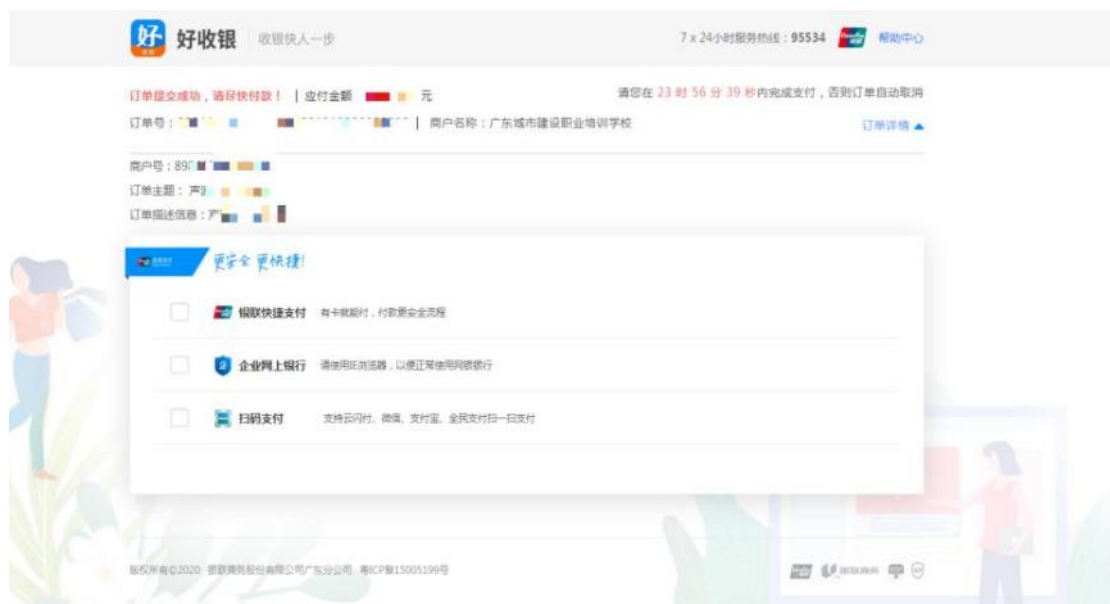 好 好收银 收银快人一步 7 x 24小时服务热线：95534 帮助中心
订单提交成功，请尽快付款！ | 应付金额 元 请您在 23 时 56 分 39 秒内完成支付，否则订单自动取消
订单号： | 商户名称：广东城市建设职业培训学校 订单详情
商户号：89
订单主题：声
订单描述信息：声
更安全 更快捷！
银联快捷支付 有卡就能付，付款更安全流程
企业网上银行 请使用IE浏览器，以便正常使用网银银行
扫码支付 支持云闪付、微信、支付宝、全民支付扫一扫支付
版权所有©2020 银联商务股份有限公司广东分公司 粤ICP备15005199号 银联商务